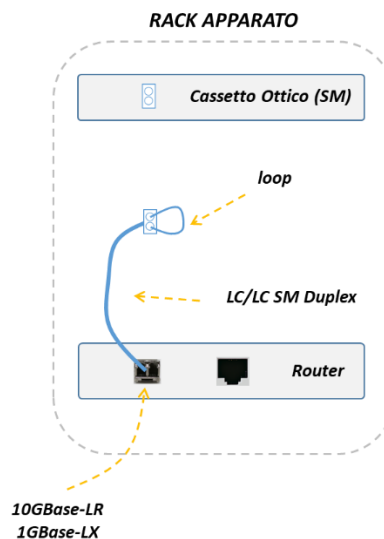 RACK APPARATO
Cassetto Ottico (SM)
loop
LC/LC SM Duplex
Router
10GBase-LR
1GBase-LX